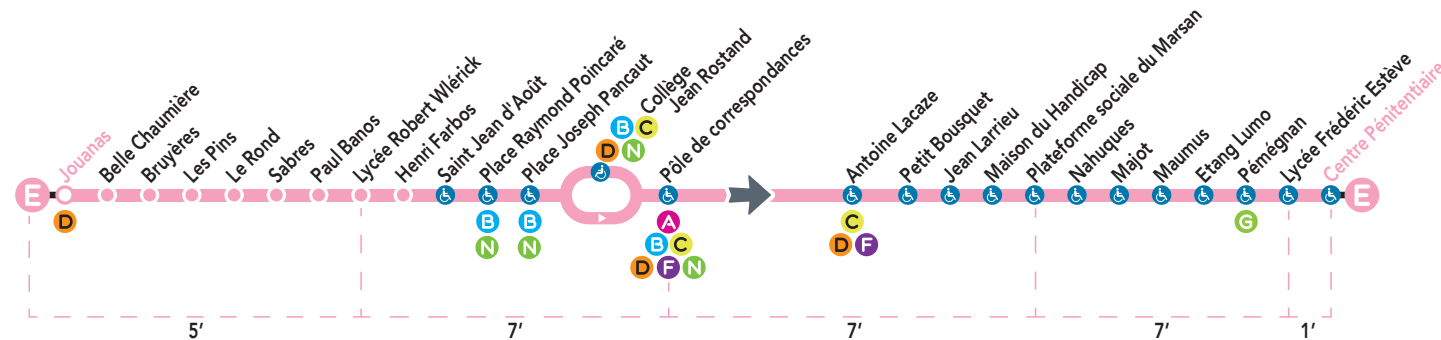 E
Jouanas
D
Belle Chaumière
Bruyères
Les Pins
Le Rond
Sabres
Paul Banos
Lycée Robert Wlérick
Henri Farbos
Saint Jean d'Août
Place Raymond Poincaré
B
N
Place Joseph Pancaut
B
N
Collège
Jean Rostand
B C
D N
Pôle de correspondances
A
B C
D F N
Antoine Lacaze
C
D F
Petit Bousquet
Jean Larrieu
Maison du Handicap
Plateforme sociale du Marsan
Nahuques
Majot
Maumus
Etang Lumo
Pémégnan
G
Lycée Frédéric Estève
Centre Pénitentiaire
E
5′
7′
7′
7′
1′